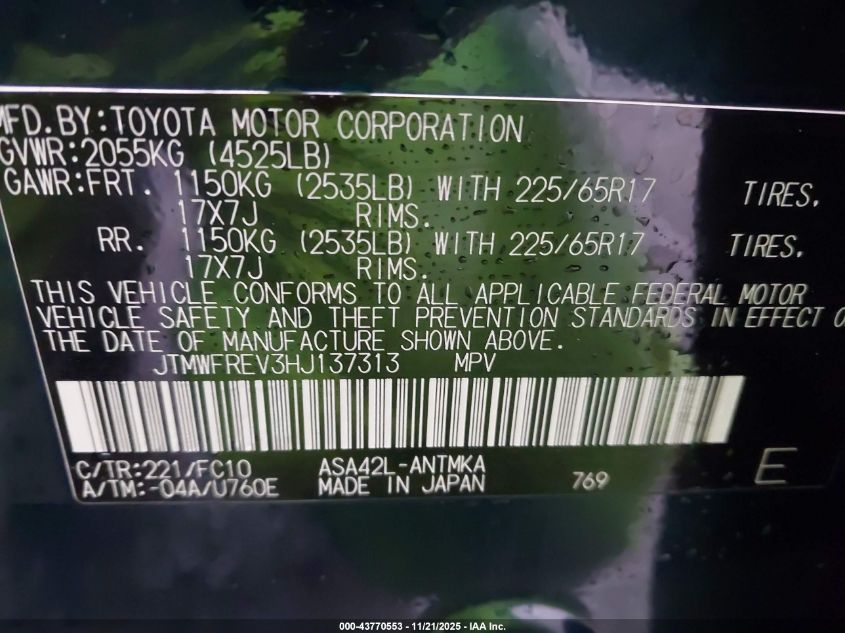 MFD.BY:TOYOTA MOTOR CORPORATION
GVWR:2055KG (4525LB)
GAWR:FRT. 1150KG (2535LB) WITH 225/65R17 TIRES,
17X7J RIMS.
RR. 1150KG (2535LB) WITH 225/65R17 TIRES,
17X7J RIMS.
THIS VEHICLE CONFORMS TO ALL APPLICABLE FEDERAL MOTOR
VEHICLE SAFETY AND THEFT PREVENTION STANDARDS IN EFFECT O
THE DATE OF MANUFACTURE SHOWN ABOVE.
JTMWFREV3HJ137313 MPV
C/TR:221/FC10 ASA42L-ANTMKA
A/TM:-04A/U760E MADE IN JAPAN 769 E
000-43770553 - 11/21/2025 - IAA Inc.